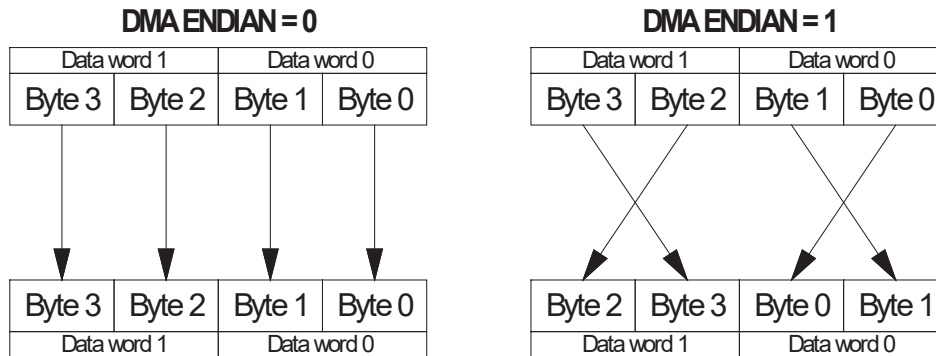 DMA ENDIAN = 0
Data word 1 Data word 0
Byte 3 Byte 2 Byte 1 Byte 0
Byte 3 Byte 2 Byte 1 Byte 0
Data word 1 Data word 0
DMA ENDIAN = 1
Data word 1 Data word 0
Byte 3 Byte 2 Byte 1 Byte 0
Byte 2 Byte 3 Byte 0 Byte 1
Data word 1 Data word 0